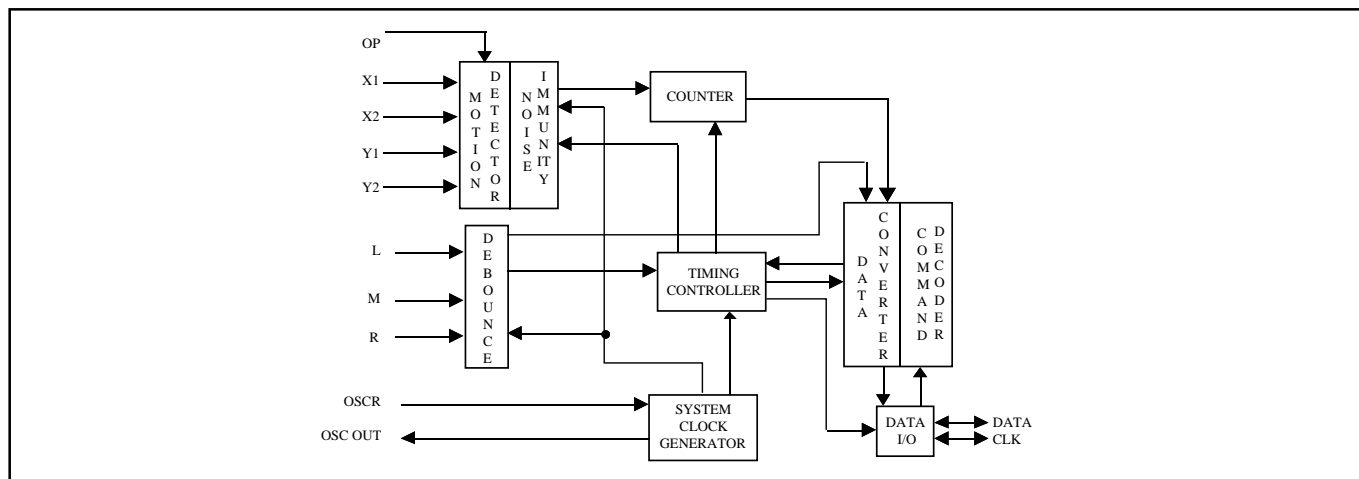 OP
X1
X2
Y1
Y2
MOTION
DETECTOR
NOISE
IMMUNITY
COUNTER
L
M
R
DEBOUNCE
TIMING
CONTROLLER
DATA
CONVERTER
COMMAND
DECODER
OSCR
OSC OUT
SYSTEM
CLOCK
GENERATOR
DATA
I/O
DATA
CLK